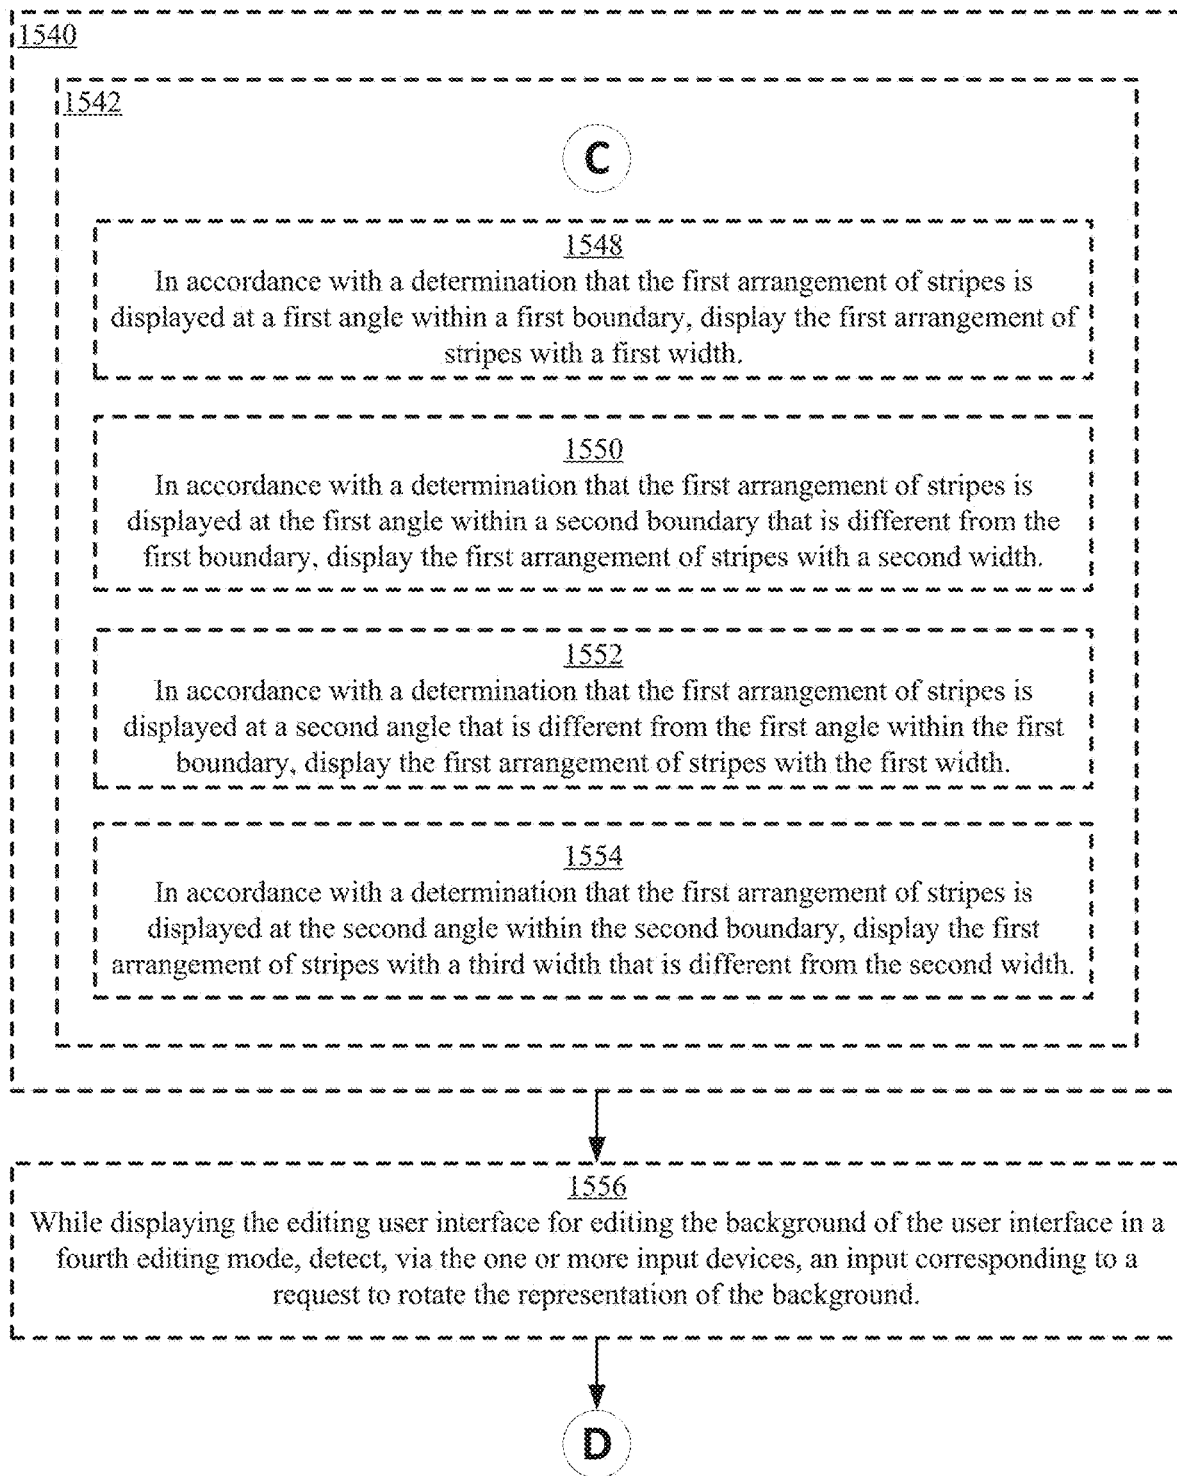 1540
1542
C
1548
In accordance with a determination that the first arrangement of stripes is
displayed at a first angle within a first boundary, display the first arrangement of
stripes with a first width.
1550
In accordance with a determination that the first arrangement of stripes is
displayed at the first angle within a second boundary that is different from the
first boundary, display the first arrangement of stripes with a second width.
1552
In accordance with a determination that the first arrangement of stripes is
displayed at a second angle that is different from the first angle within the first
boundary, display the first arrangement of stripes with the first width.
1554
In accordance with a determination that the first arrangement of stripes is
displayed at the second angle within the second boundary, display the first
arrangement of stripes with a third width that is different from the second width.
1556
While displaying the editing user interface for editing the background of the user interface in a
fourth editing mode, detect, via the one or more input devices, an input corresponding to a
request to rotate the representation of the background.
D